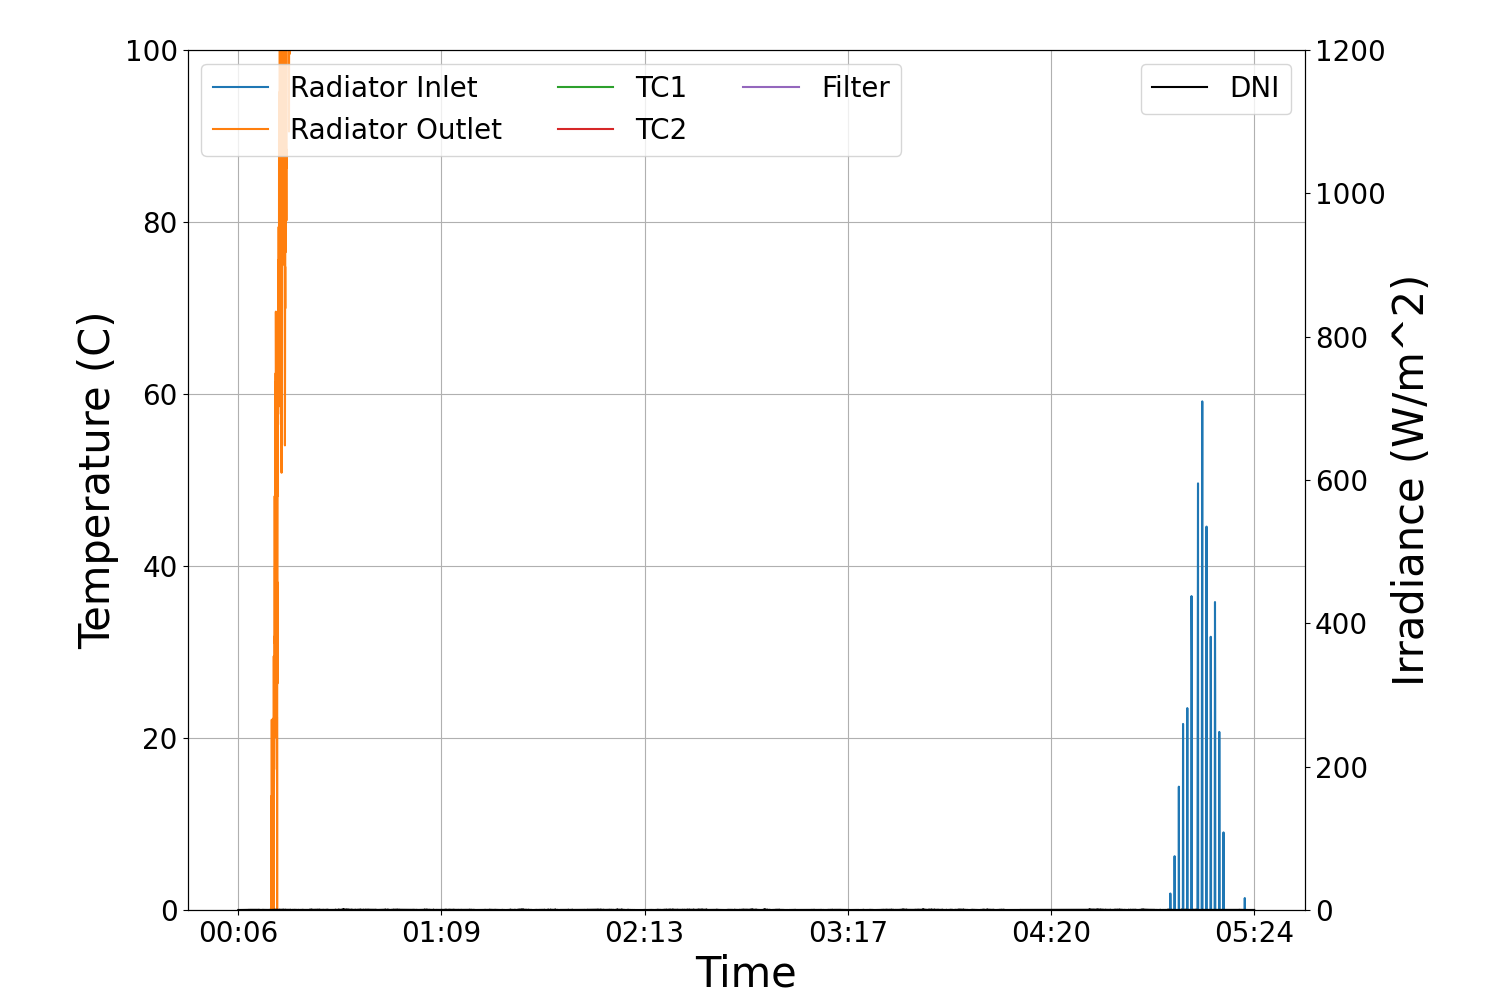 100
80
60
40
20
0
Temperature (C)
Radiator Inlet
Radiator Outlet
TC1
TC2
Filter
DNI
1200
1000
800
600
400
200
0
Irradiance (W/m^2)
00:06 01:09 02:13 03:17 04:20 05:24
Time